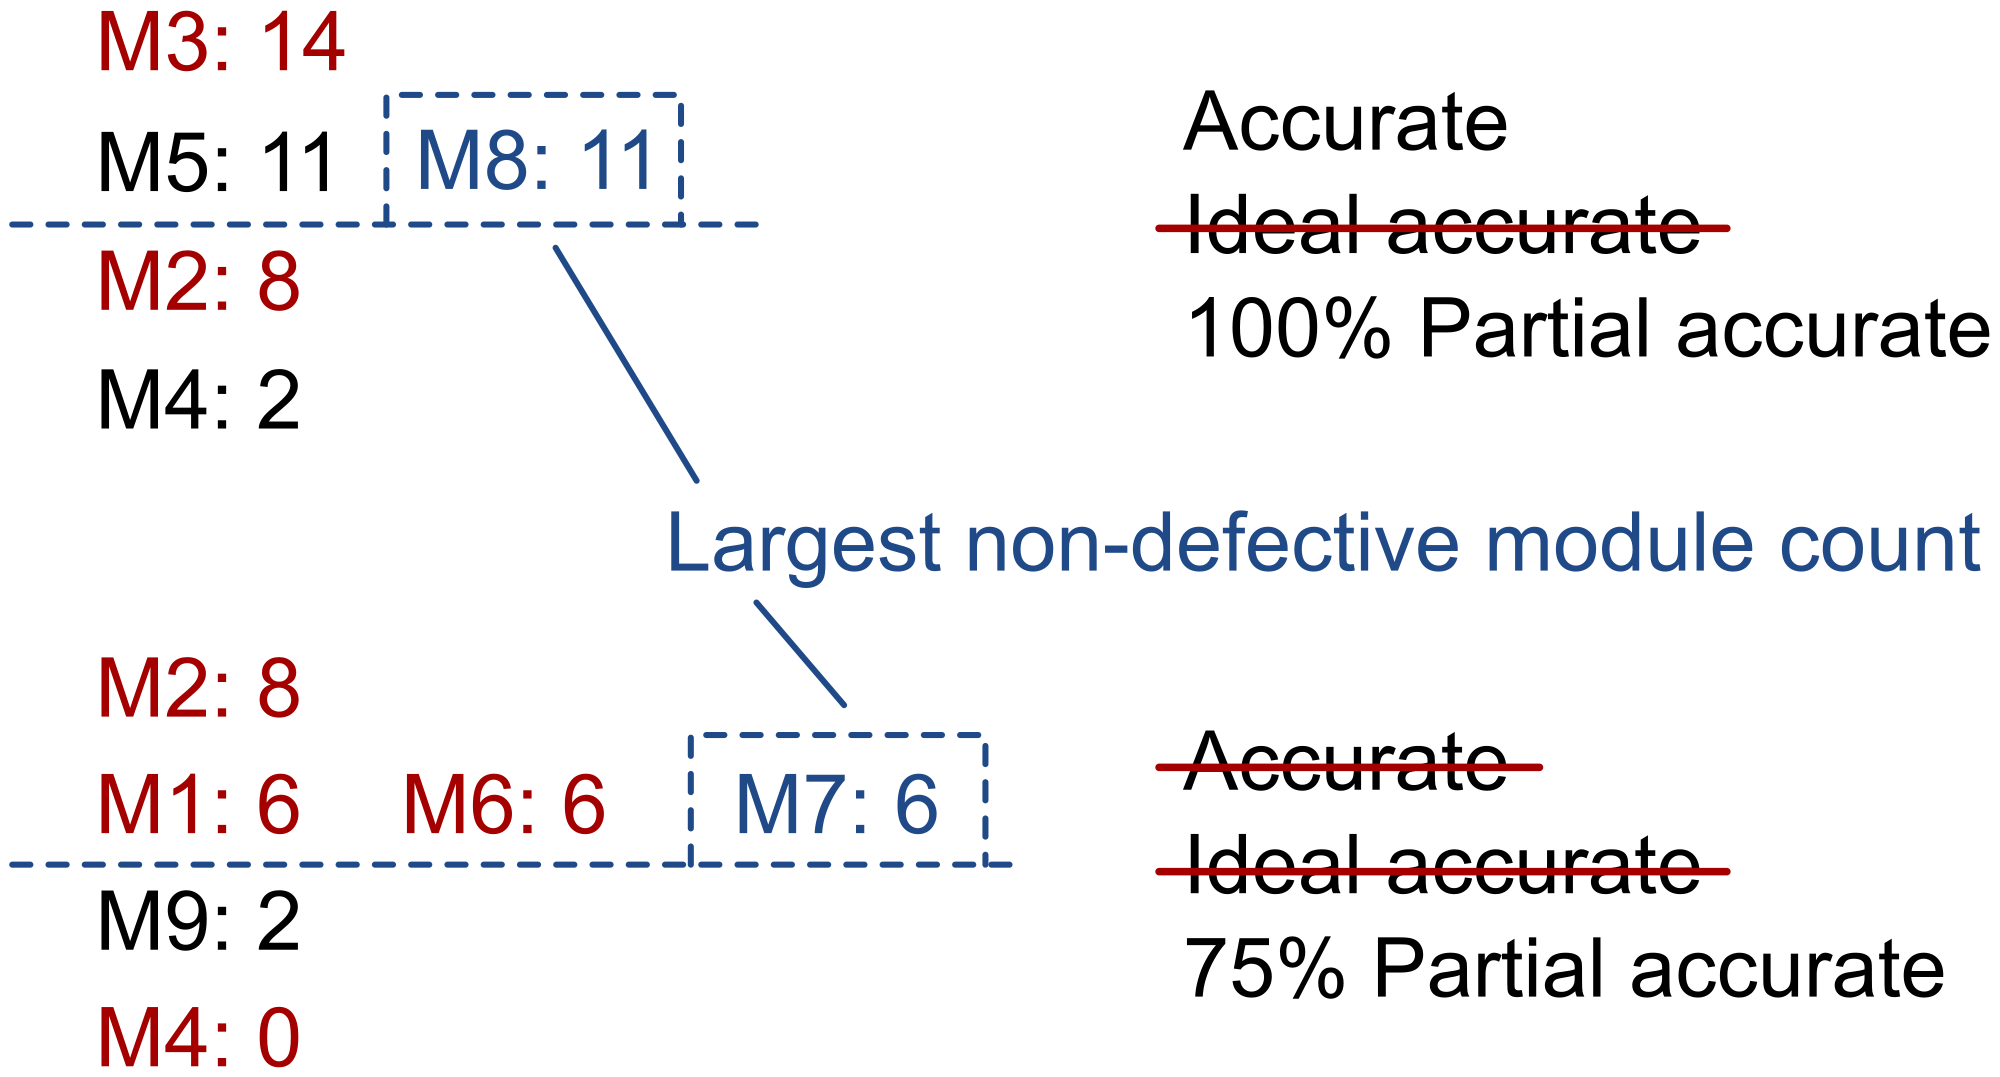 M3: 14
M5: 11 M8: 11
M2: 8
M4: 2
Accurate
Ideal accurate
100% Partial accurate
Largest non-defective module count
M2: 8
M1: 6 M6: 6 M7: 6
M9: 2
M4: 0
Accurate
Ideal accurate
75% Partial accurate